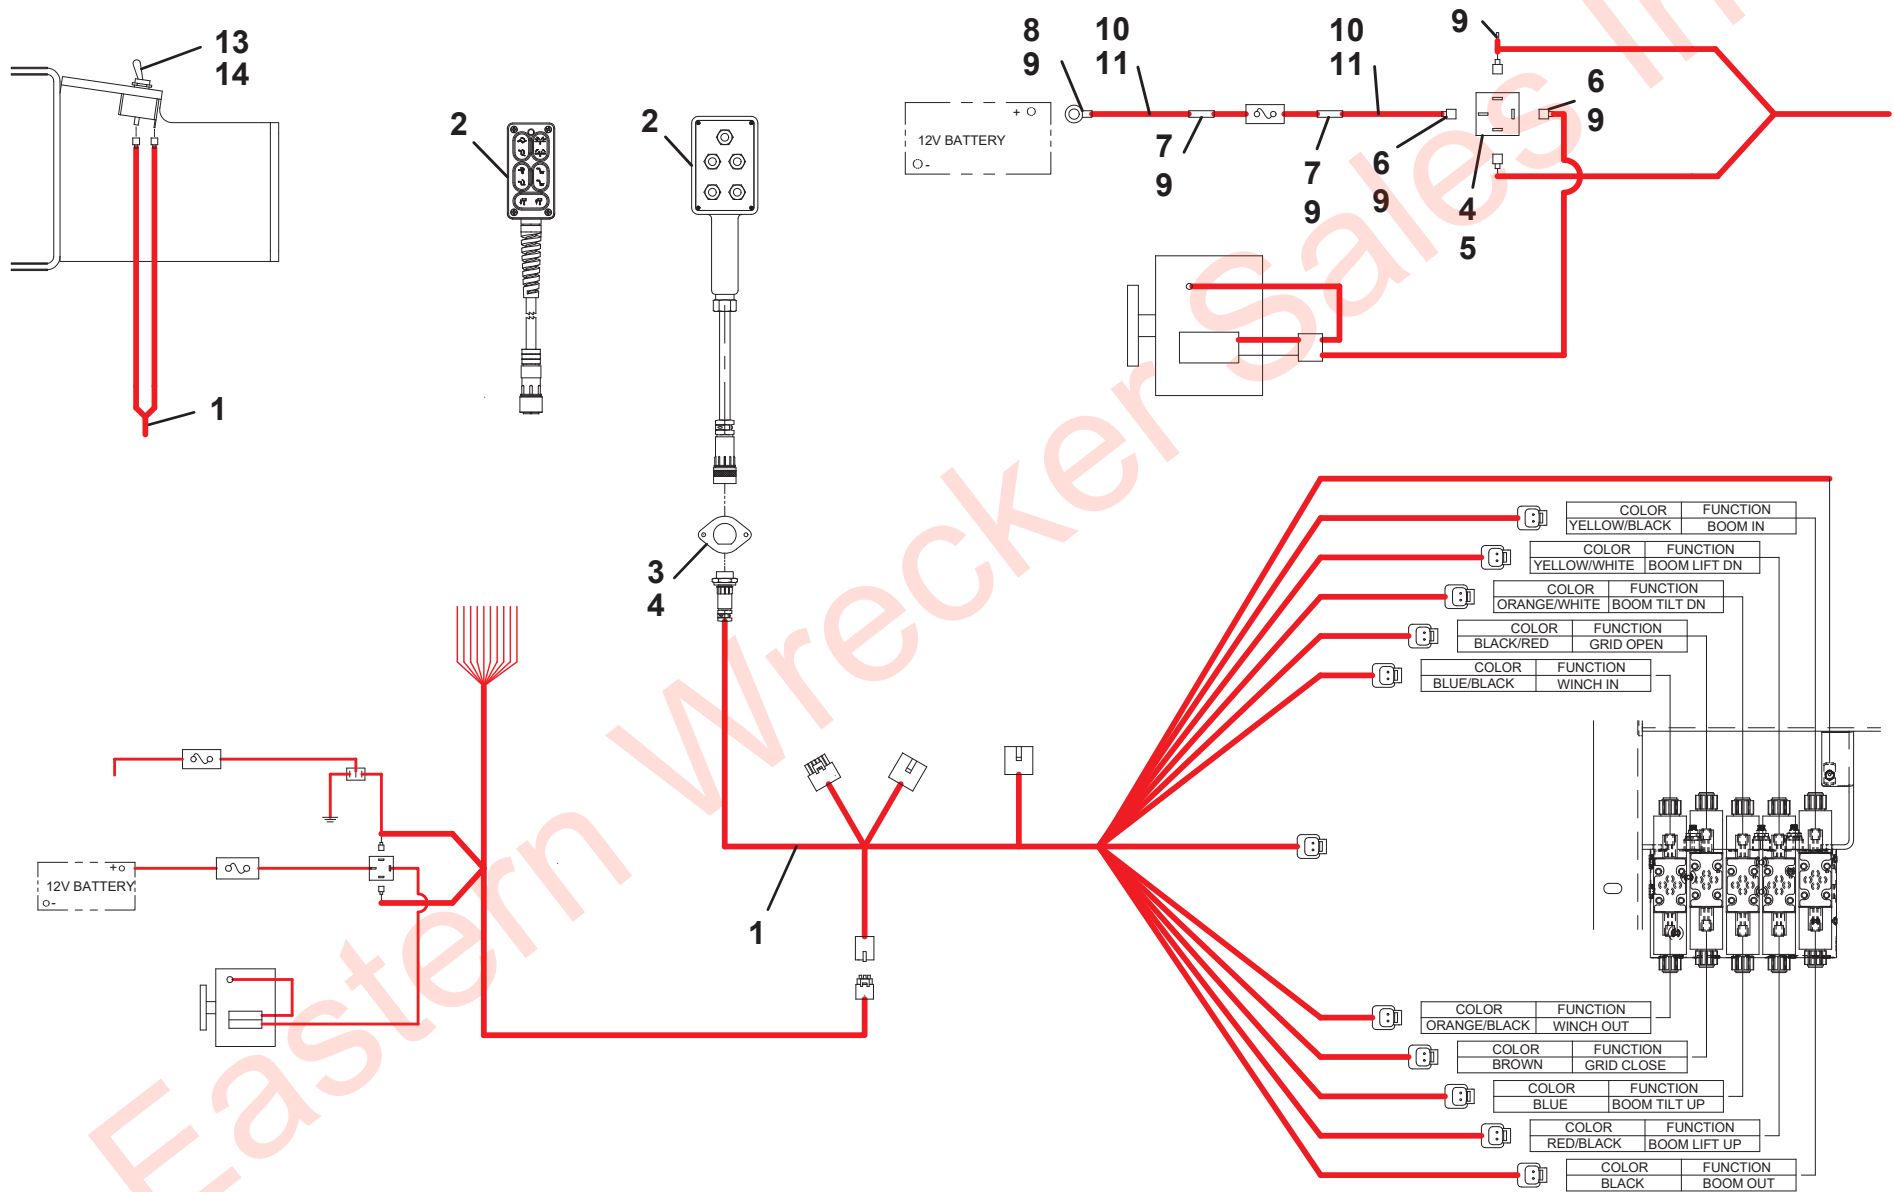 13
14
2
2
1
3
4
8
9
10
11
10
11
9
6
9
12V BATTERY
+
-
7
9
7
9
6
9
4
5
COLOR FUNCTION
YELLOW/BLACK BOOM IN
COLOR FUNCTION
YELLOW/WHITE BOOM LIFT DN
COLOR FUNCTION
ORANGE/WHITE BOOM TILT DN
COLOR FUNCTION
BLACK/RED GRID OPEN
COLOR FUNCTION
BLUE/BLACK WINCH IN
12V BATTERY
+
-
1
COLOR FUNCTION
ORANGE/BLACK WINCH OUT
COLOR FUNCTION
BROWN GRID CLOSE
COLOR FUNCTION
BLUE BOOM TILT UP
COLOR FUNCTION
RED/BLACK BOOM LIFT UP
COLOR FUNCTION
BLACK BOOM OUT
Eastern Wrecker Sales In